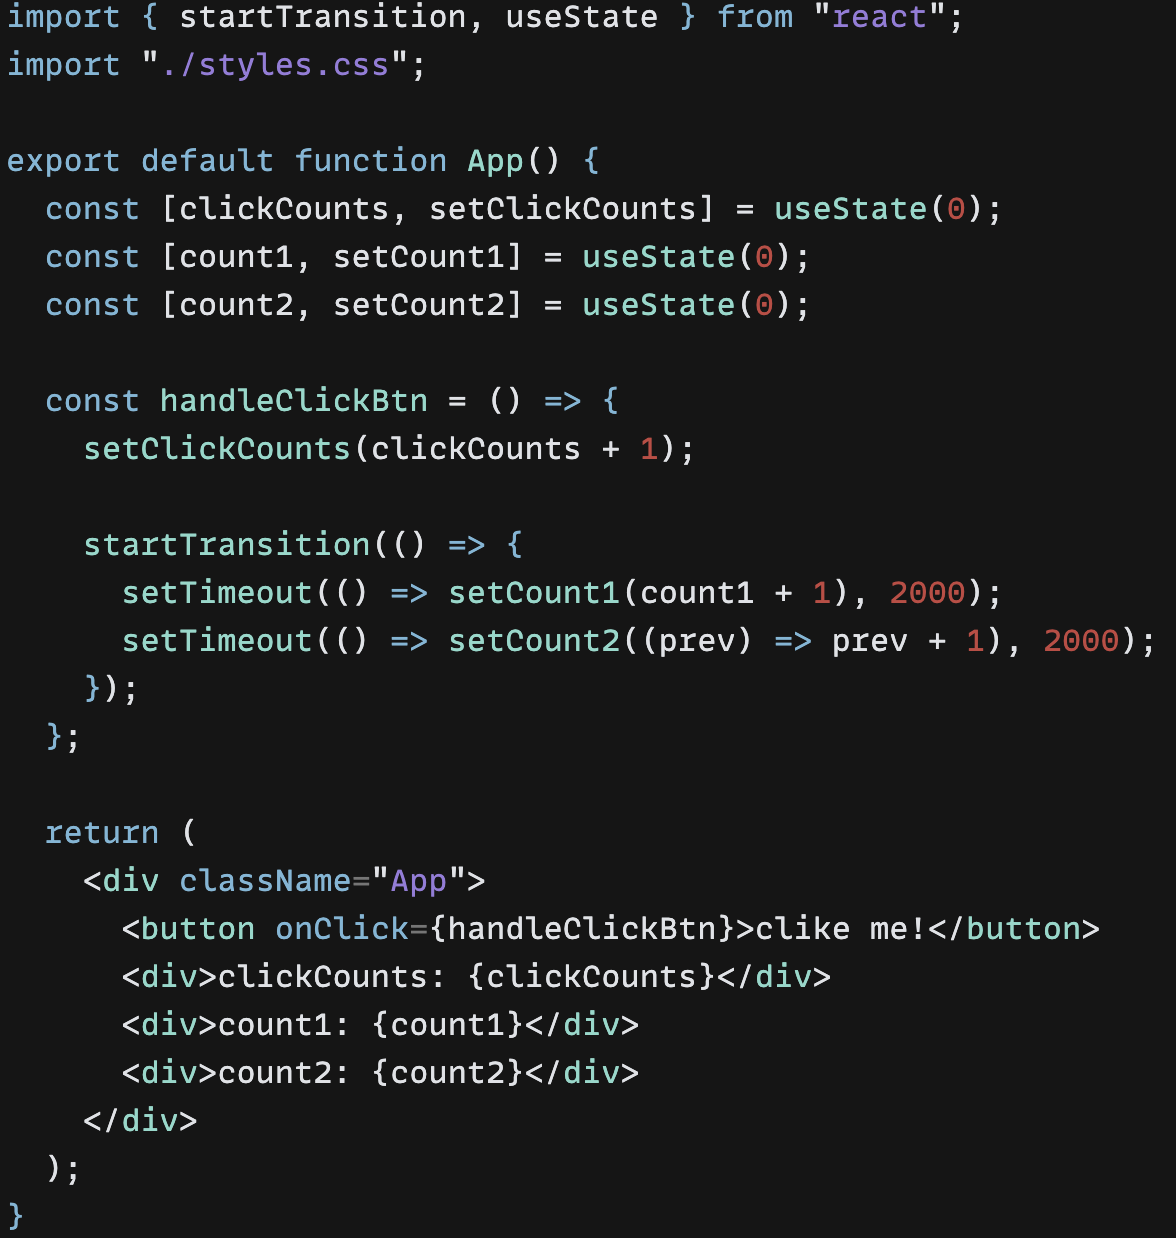 import { startTransition, useState } from "react";
import "./styles.css";

export default function App() {
  const [clickCounts, setClickCounts] = useState(0);
  const [count1, setCount1] = useState(0);
  const [count2, setCount2] = useState(0);

  const handleClickBtn = () => {
    setClickCounts(clickCounts + 1);

    startTransition(() => {
      setTimeout(() => setCount1(count1 + 1), 2000);
      setTimeout(() => setCount2((prev) => prev + 1), 2000);
    });
  };

  return (
    <div className="App">
      <button onClick={handleClickBtn}>clike me!</button>
      <div>clickCounts: {clickCounts}</div>
      <div>count1: {count1}</div>
      <div>count2: {count2}</div>
    </div>
  );
}